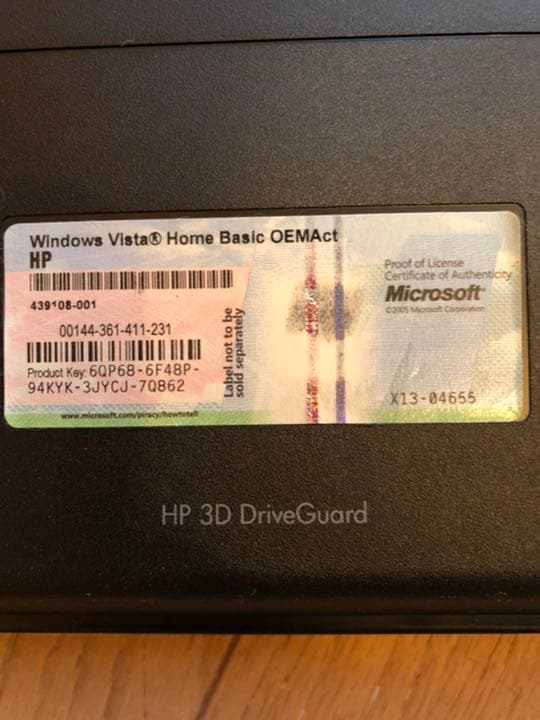 Windows Vista® Home Basic OEMAct
HP
439108-001
00144-361-411-231
Product Key: 6QP68-6F48P-
94KYK-3JYCJ-7Q862
www.microsoft.com/piracy/howtotell
Label not to be
sold separately
Proof of License
Certificate of Authenticity
Microsoft®
©2005 Microsoft Corporation
X13-04655
HP 3D DriveGuard